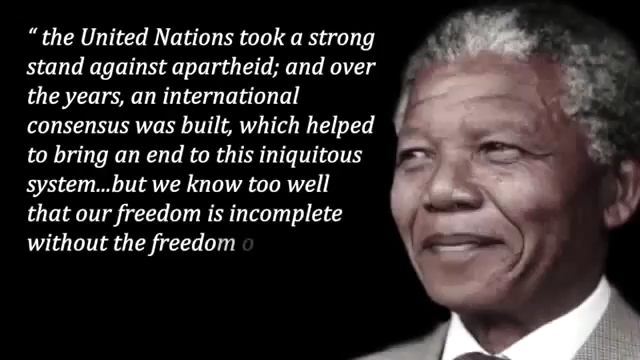 “ the United Nations took a strong
stand against apartheid; and over
the years, an international
consensus was built, which helped
to bring an end to this iniquitous
system...but we know too well
that our freedom is incomplete
without the freedom o